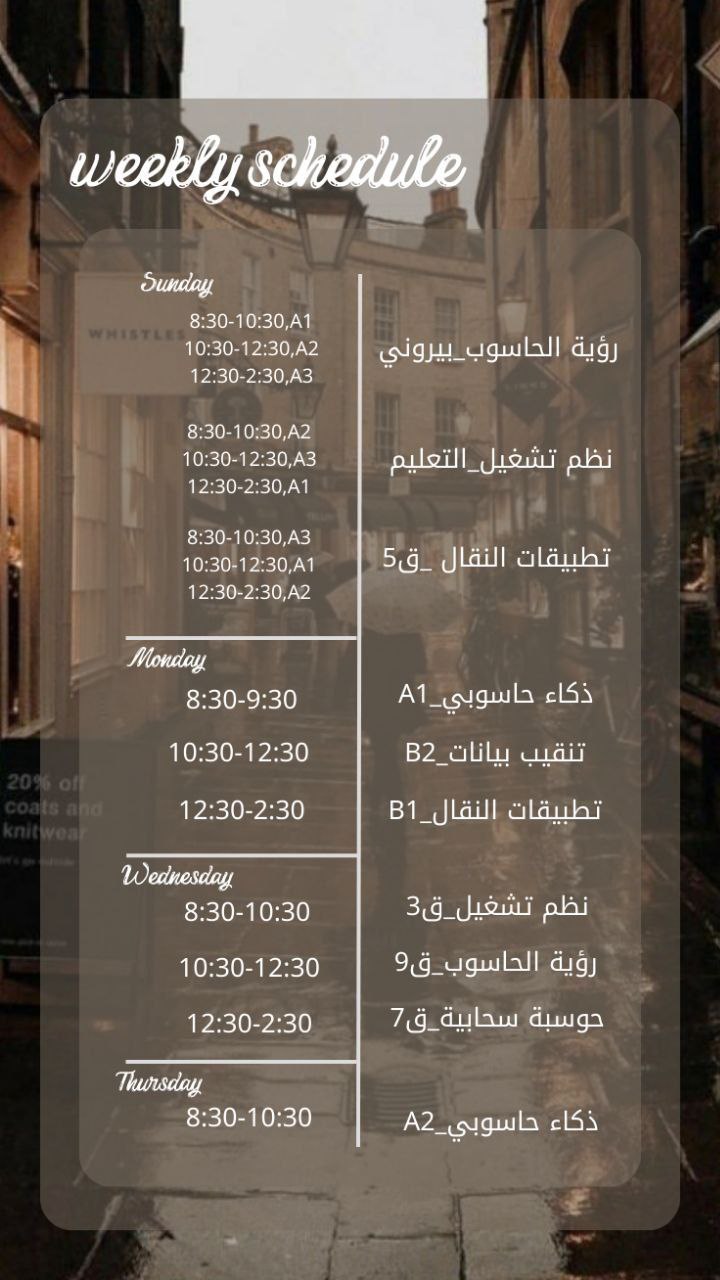 weekly schedule
Sunday
8:30-10:30,A1
10:30-12:30,A2
12:30-2:30,A3
رؤية الحاسوب_بيروني
8:30-10:30,A2
10:30-12:30,A3
12:30-2:30,A1
نظم تشغيل_التعليم
8:30-10:30,A3
10:30-12:30,A1
12:30-2:30,A2
تطبيقات النقال _ق5
Monday
8:30-9:30
ذكاء حاسوبي_A1
10:30-12:30
تنقيب بيانات_B2
12:30-2:30
تطبيقات النقال_B1
Wednesday
8:30-10:30
نظم تشغيل_ق3
10:30-12:30
رؤية الحاسوب_ق9
12:30-2:30
حوسبة سحابية_ق7
Thursday
8:30-10:30
ذكاء حاسوبي_A2
WHISTLES
20% off
coats and
knitwear